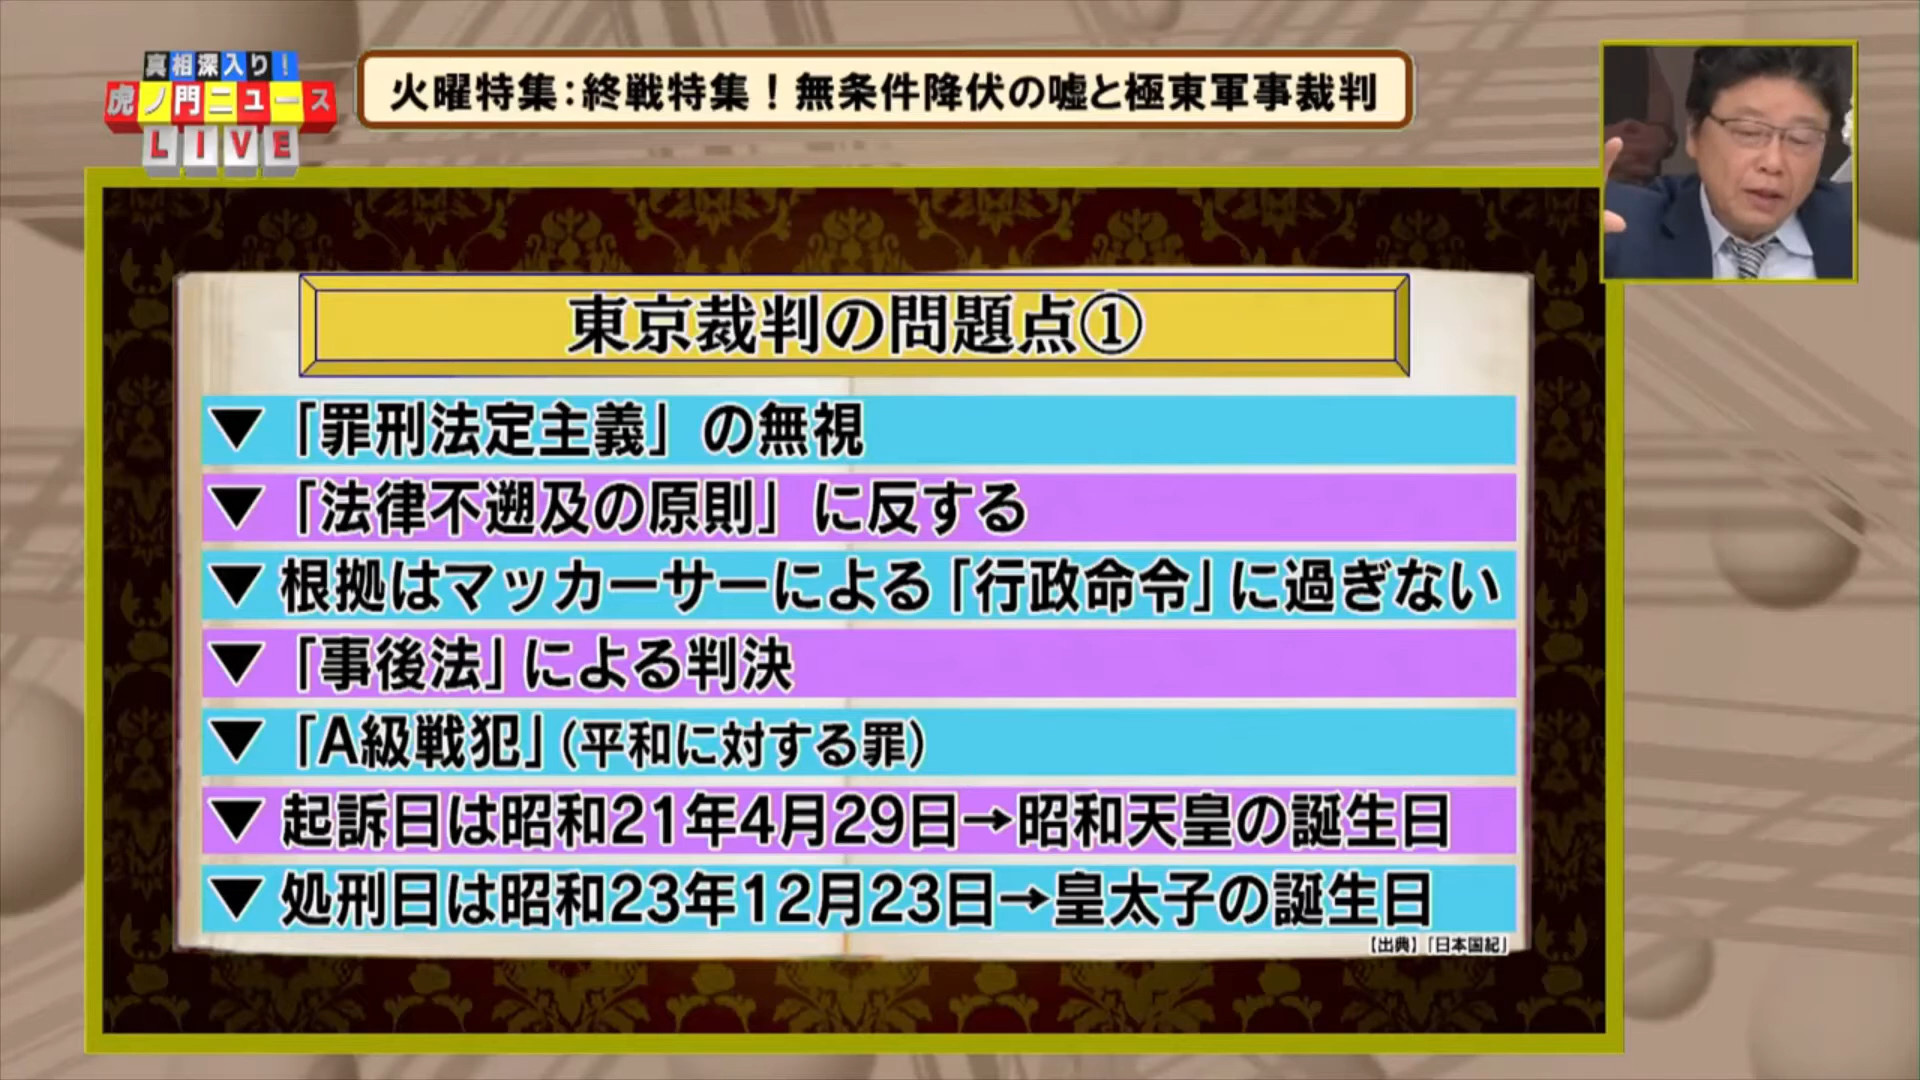 真相深入り!
虎ノ門ニュース
LIVE
火曜特集:終戦特集!無条件降伏の嘘と極東軍事裁判
東京裁判の問題点①
▼「罪刑法定主義」の無視
▼「法律不遡及の原則」に反する
▼根拠はマッカーサーによる「行政命令」に過ぎない
▼「事後法」による判決
▼「A級戦犯」(平和に対する罪)
▼起訴日は昭和21年4月29日→昭和天皇の誕生日
▼処刑日は昭和23年12月23日→皇太子の誕生日
【出典】「日本国紀」